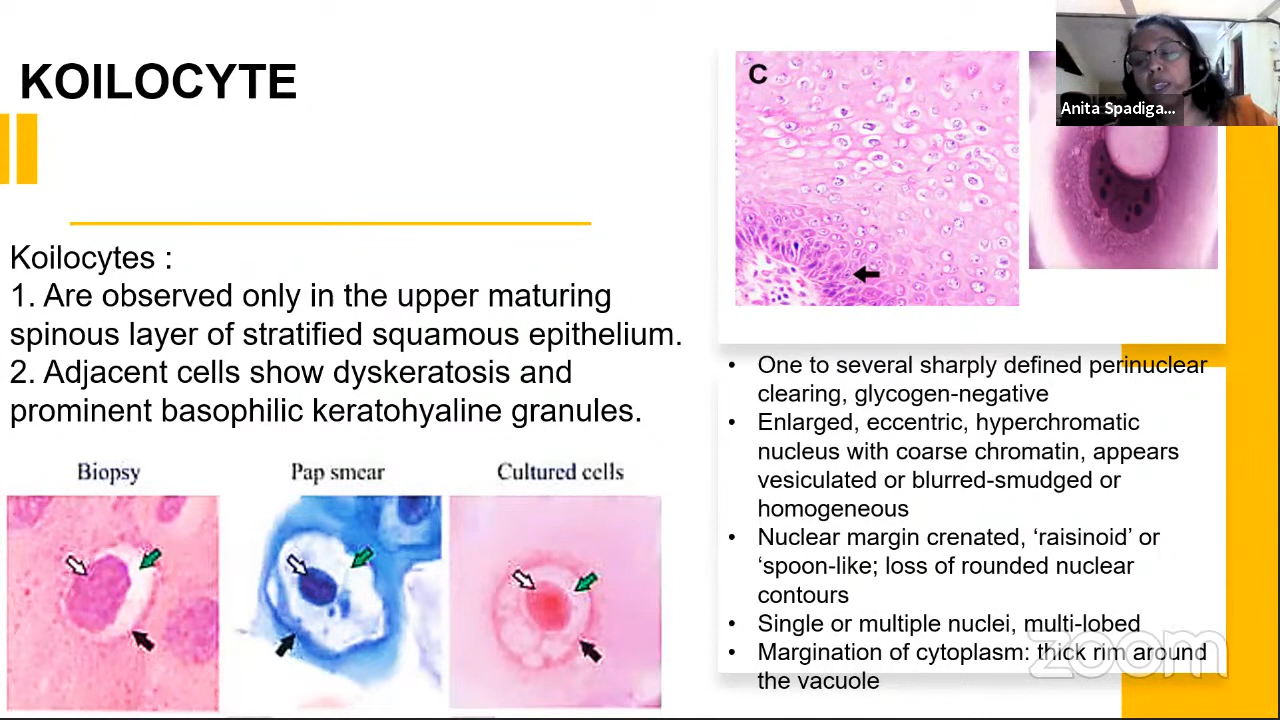 KOILOCYTE
Koilocytes :
1. Are observed only in the upper maturing
spinous layer of stratified squamous epithelium.
2. Adjacent cells show dyskeratosis and
prominent basophilic keratohyaline granules.
Biopsy
Pap smear
Cultured cells
C
Anita Spadiga...
• One to several sharply defined perinuclear
clearing, glycogen-negative
• Enlarged, eccentric, hyperchromatic
nucleus with coarse chromatin, appears
vesiculated or blurred-smudged or
homogeneous
• Nuclear margin crenated, ‘raisinoid’ or
‘spoon-like; loss of rounded nuclear
contours
• Single or multiple nuclei, multi-lobed
• Margination of cytoplasm: thick rim around
the vacuole
zoom